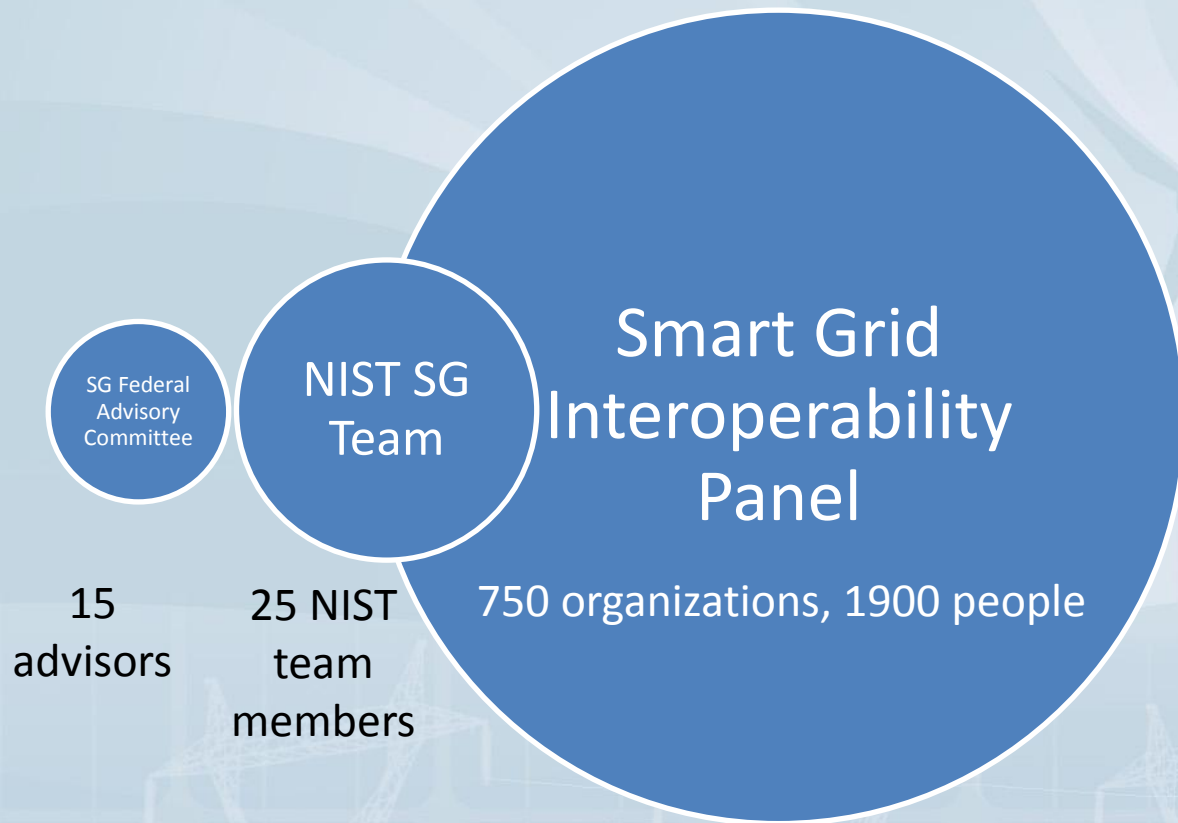 SG Federal
Advisory
Committee
NIST SG
Team
Smart Grid
Interoperability
Panel
15
advisors
25 NIST
team
members
750 organizations, 1900 people